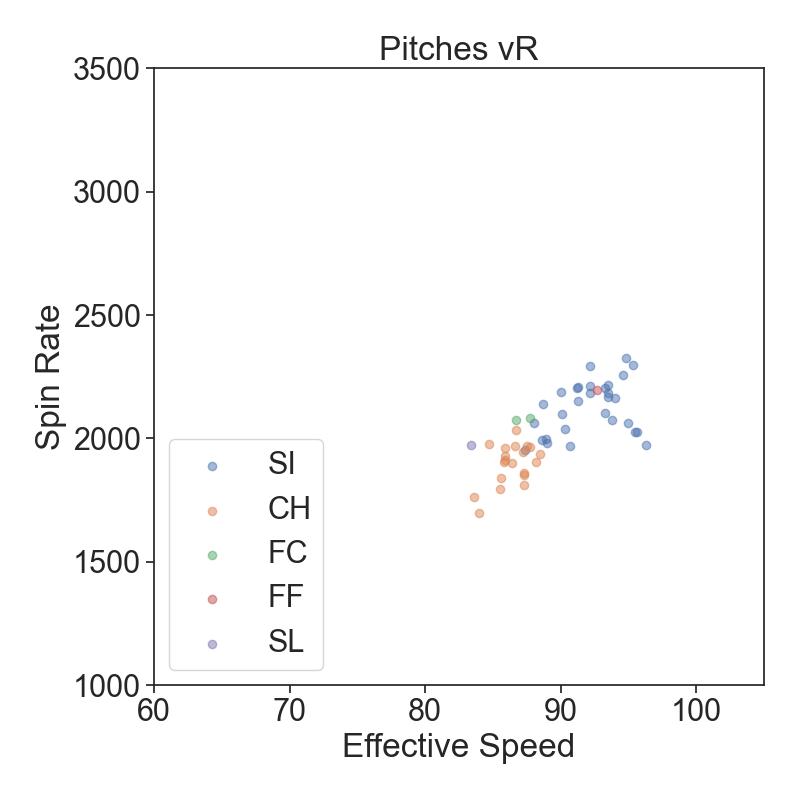 Pitches vR
3500
3000
2500
2000
1500
1000
Spin Rate
SI
CH
FC
FF
SL
60 70 80 90 100
Effective Speed